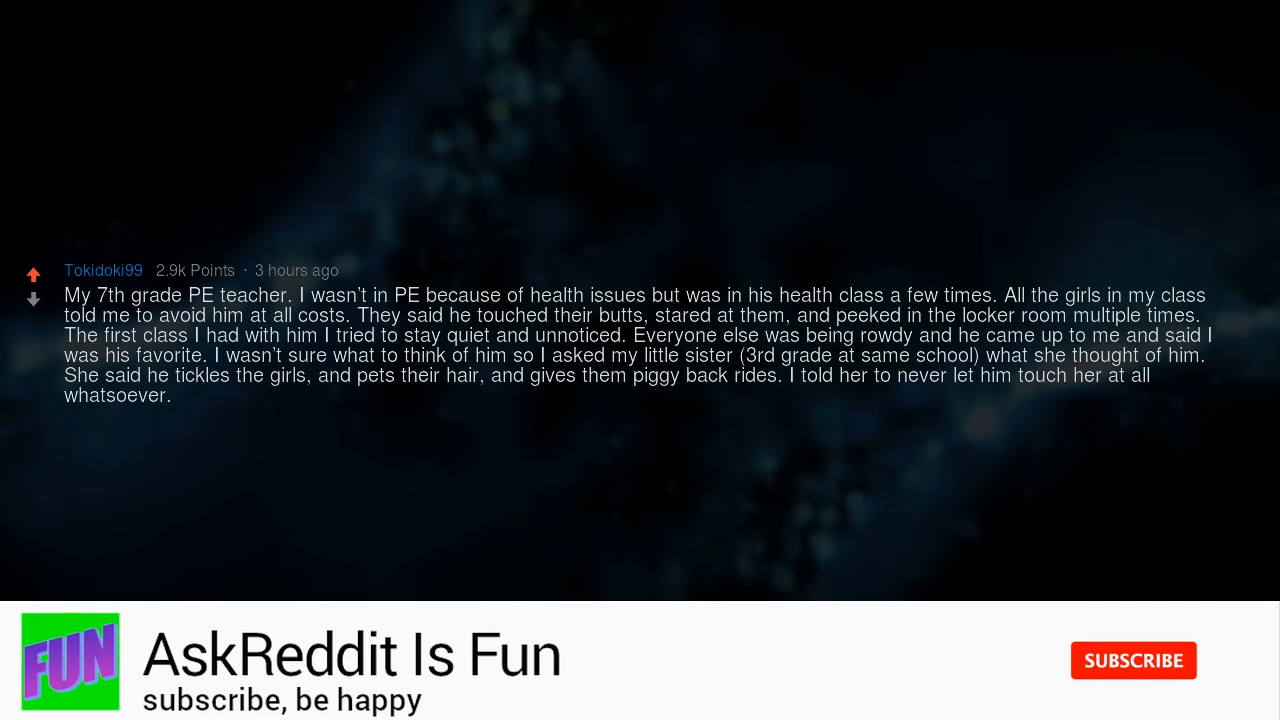 Tokidoki99 2.9k Points · 3 hours ago
My 7th grade PE teacher. I wasn't in PE because of health issues but was in his health class a few times. All the girls in my class
told me to avoid him at all costs. They said he touched their butts, stared at them, and peeked in the locker room multiple times.
The first class I had with him I tried to stay quiet and unnoticed. Everyone else was being rowdy and he came up to me and said I
was his favorite. I wasn't sure what to think of him so I asked my little sister (3rd grade at same school) what she thought of him.
She said he tickles the girls, and pets their hair, and gives them piggy back rides. I told her to never let him touch her at all
whatsoever.
FUN
AskReddit Is Fun
subscribe, be happy
SUBSCRIBE